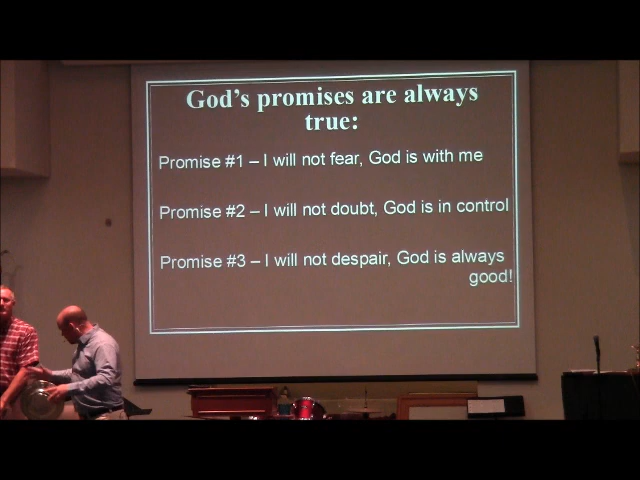 God's promises are always
true:
Promise #1 – I will not fear, God is with me
Promise #2 – I will not doubt, God is in control
Promise #3 – I will not despair, God is always
good!